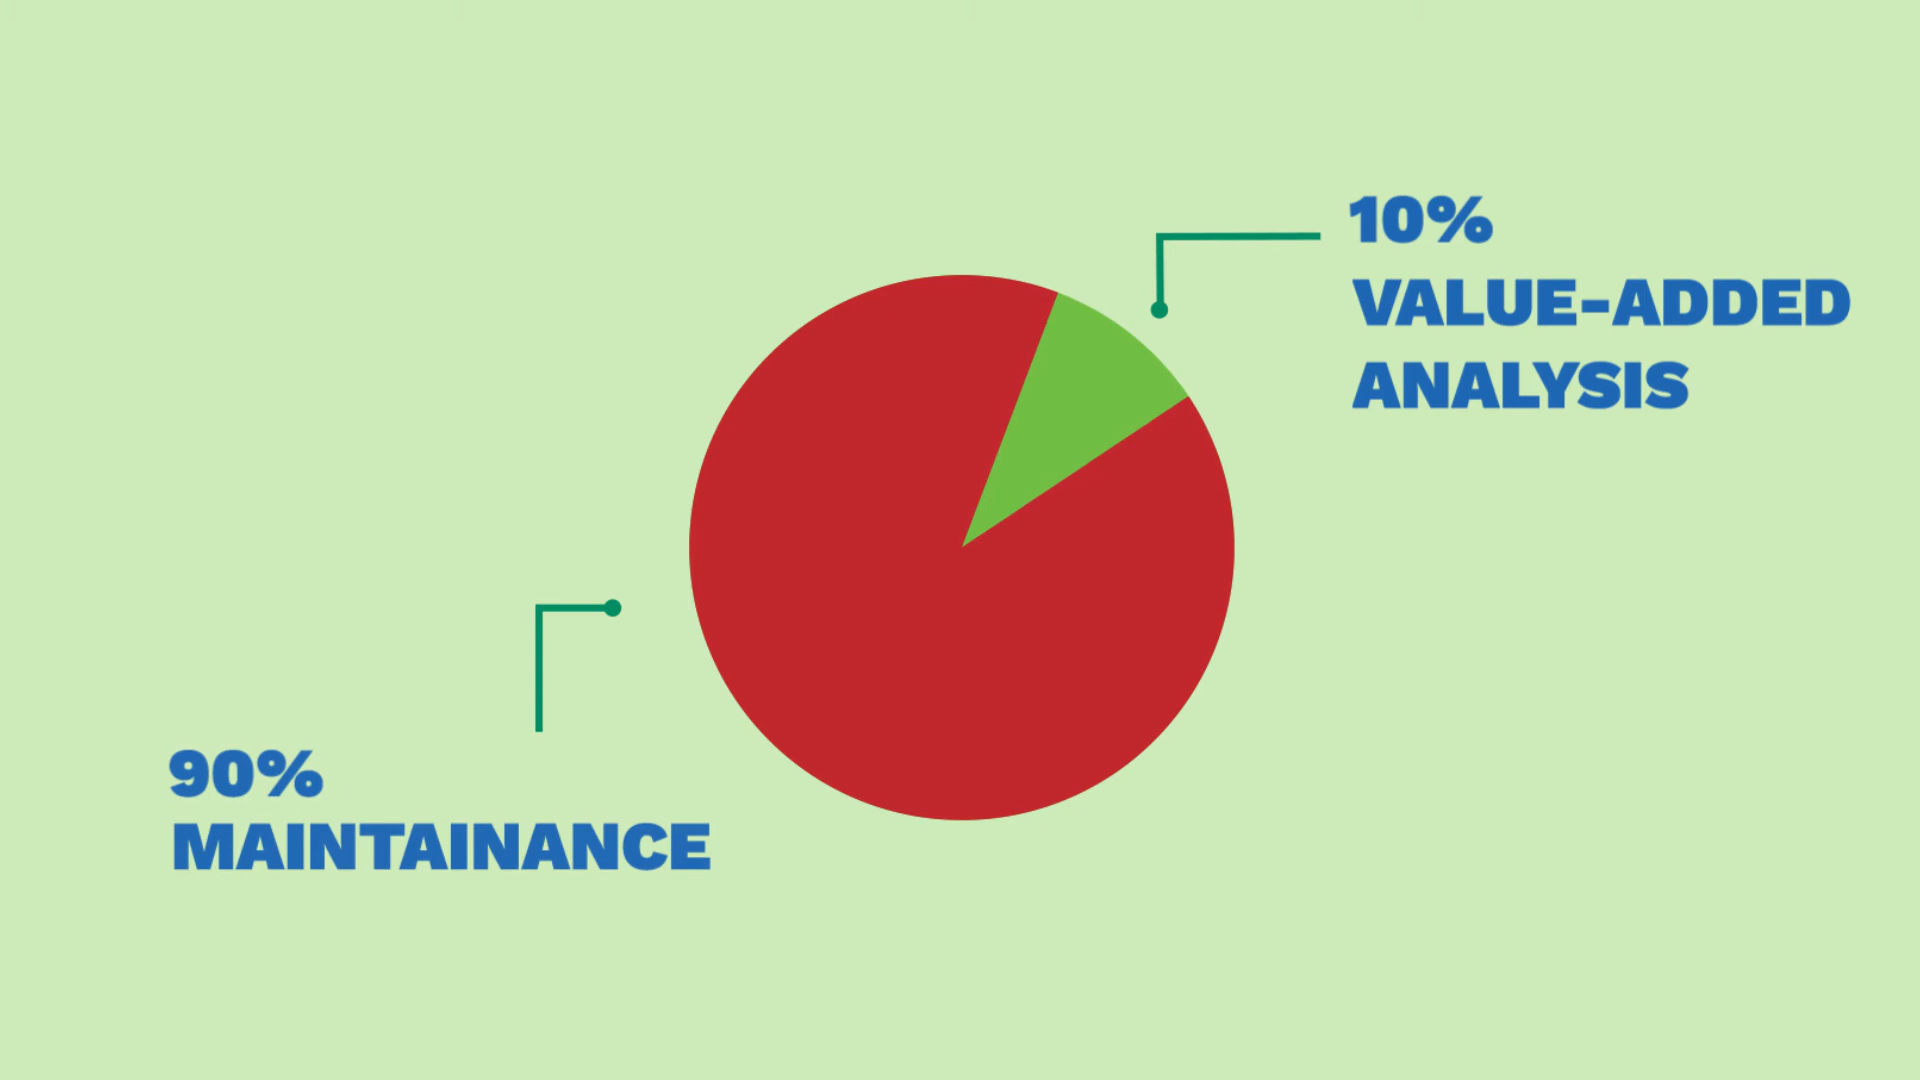 10%
VALUE-ADDED
ANALYSIS
90%
MAINTAINANCE